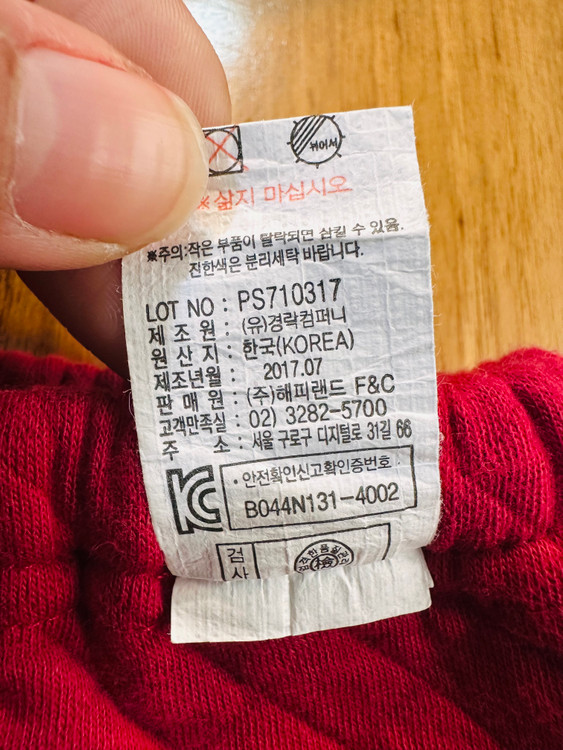 뉘어서
※삶지 마십시오
※주의:작은 부품이 탈락되면 삼킬 수 있음.
진한색은 분리세탁 바랍니다.
LOT NO : PS710317
제 조 원 : (유)경락컴퍼니
원 산 지 : 한국(KOREA)
제조년월 : 2017.07
판 매 원 : (주)해피랜드 F&C
고객만족실 : 02) 3282-5700
주 소 : 서울 구로구 디지털로 31길 66
· 안전확인신고확인증번호 ·
B044N131-4002
검
사
檢